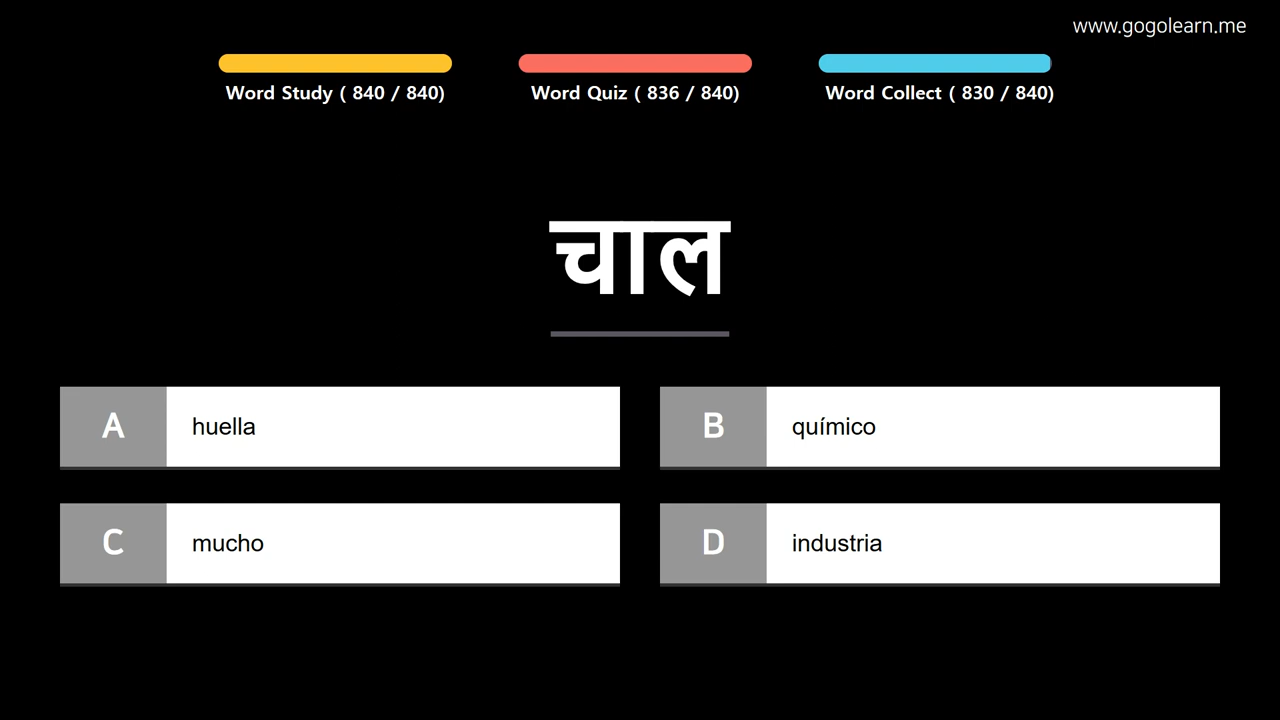 www.gogolearn.me
Word Study ( 840 / 840)
Word Quiz ( 836 / 840)
Word Collect ( 830 / 840)
चाल
A huella
B químico
C mucho
D industria